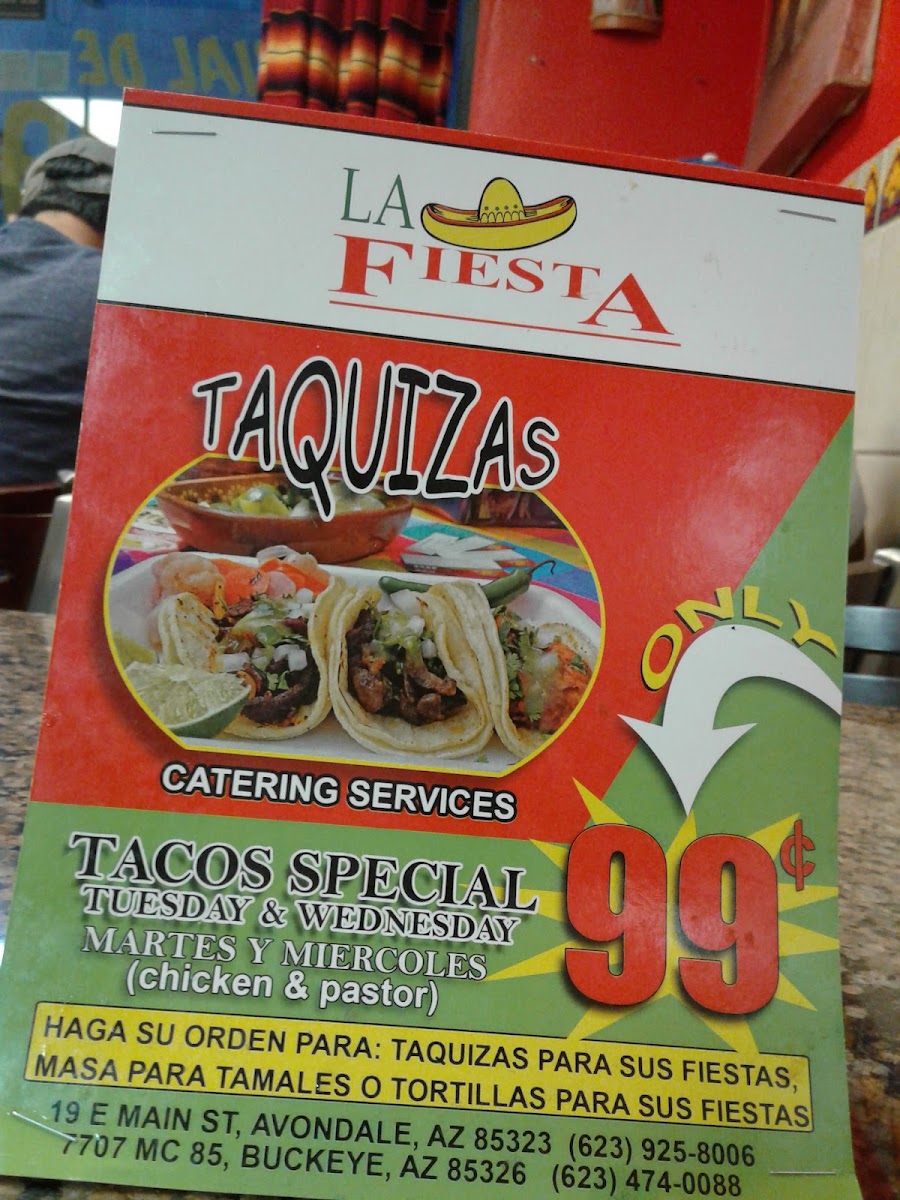 IAL DE
LA
FIESTA
TAQUIZAS
ONLY
CATERING SERVICES
99¢
TACOS SPECIAL
TUESDAY & WEDNESDAY
MARTES Y MIERCOLES
(chicken & pastor)
HAGA SU ORDEN PARA: TAQUIZAS PARA SUS FIESTAS,
MASA PARA TAMALES O TORTILLAS PARA SUS FIESTAS
19 E MAIN ST, AVONDALE, AZ 85323 (623) 925-8006
7707 MC 85, BUCKEYE, AZ 85326 (623) 474-0088